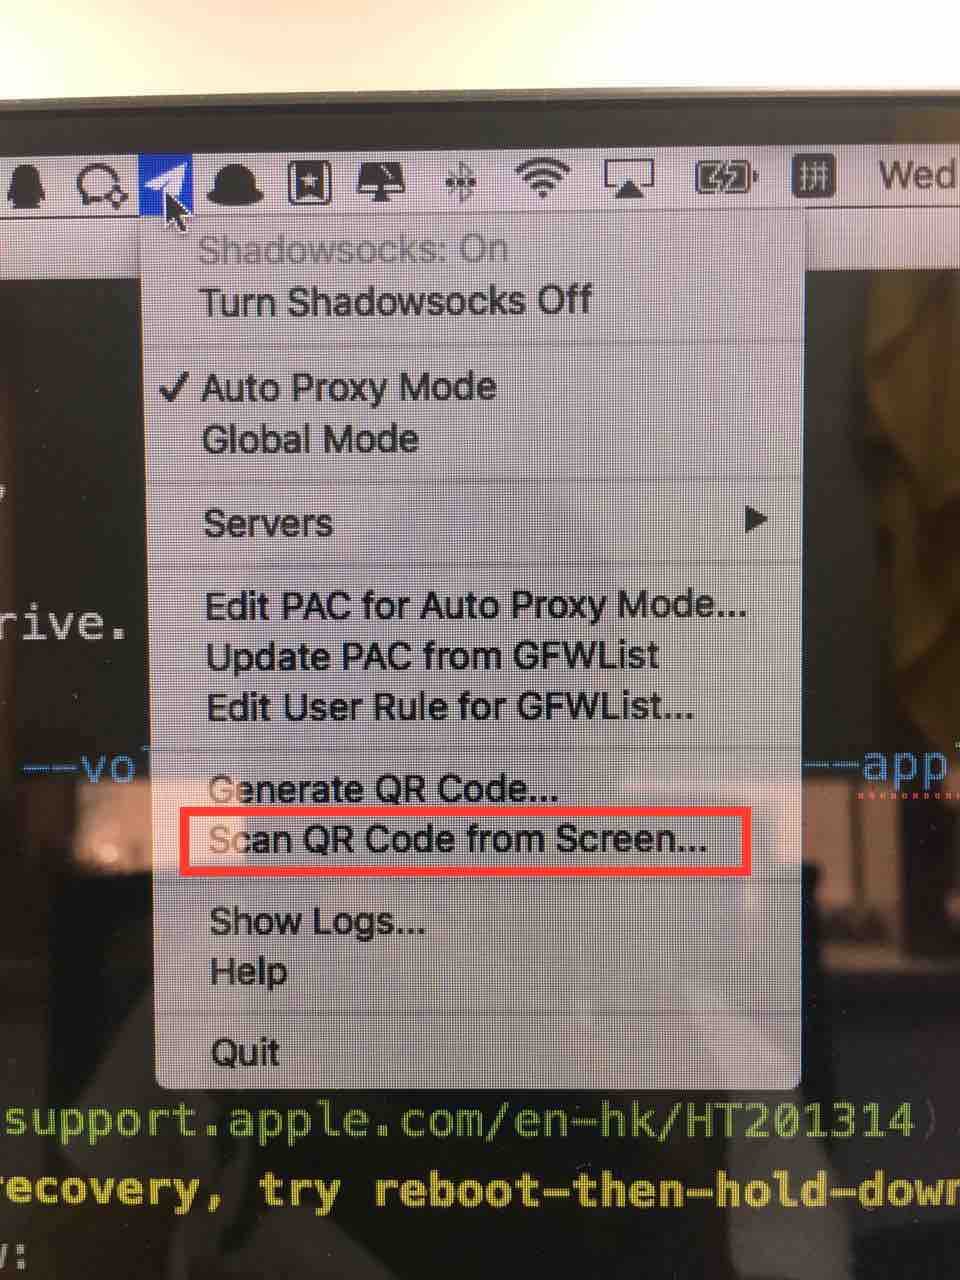 拼 Wed
Shadowsocks: On
Turn Shadowsocks Off
✓ Auto Proxy Mode
Global Mode
Servers ▶
Edit PAC for Auto Proxy Mode...
rive.
Update PAC from GFWList
Edit User Rule for GFWList...
--vo
--app
Generate QR Code...
Scan QR Code from Screen...
Show Logs...
Help
Quit
support.apple.com/en-hk/HT201314)
recovery, try reboot-then-hold-down
w: